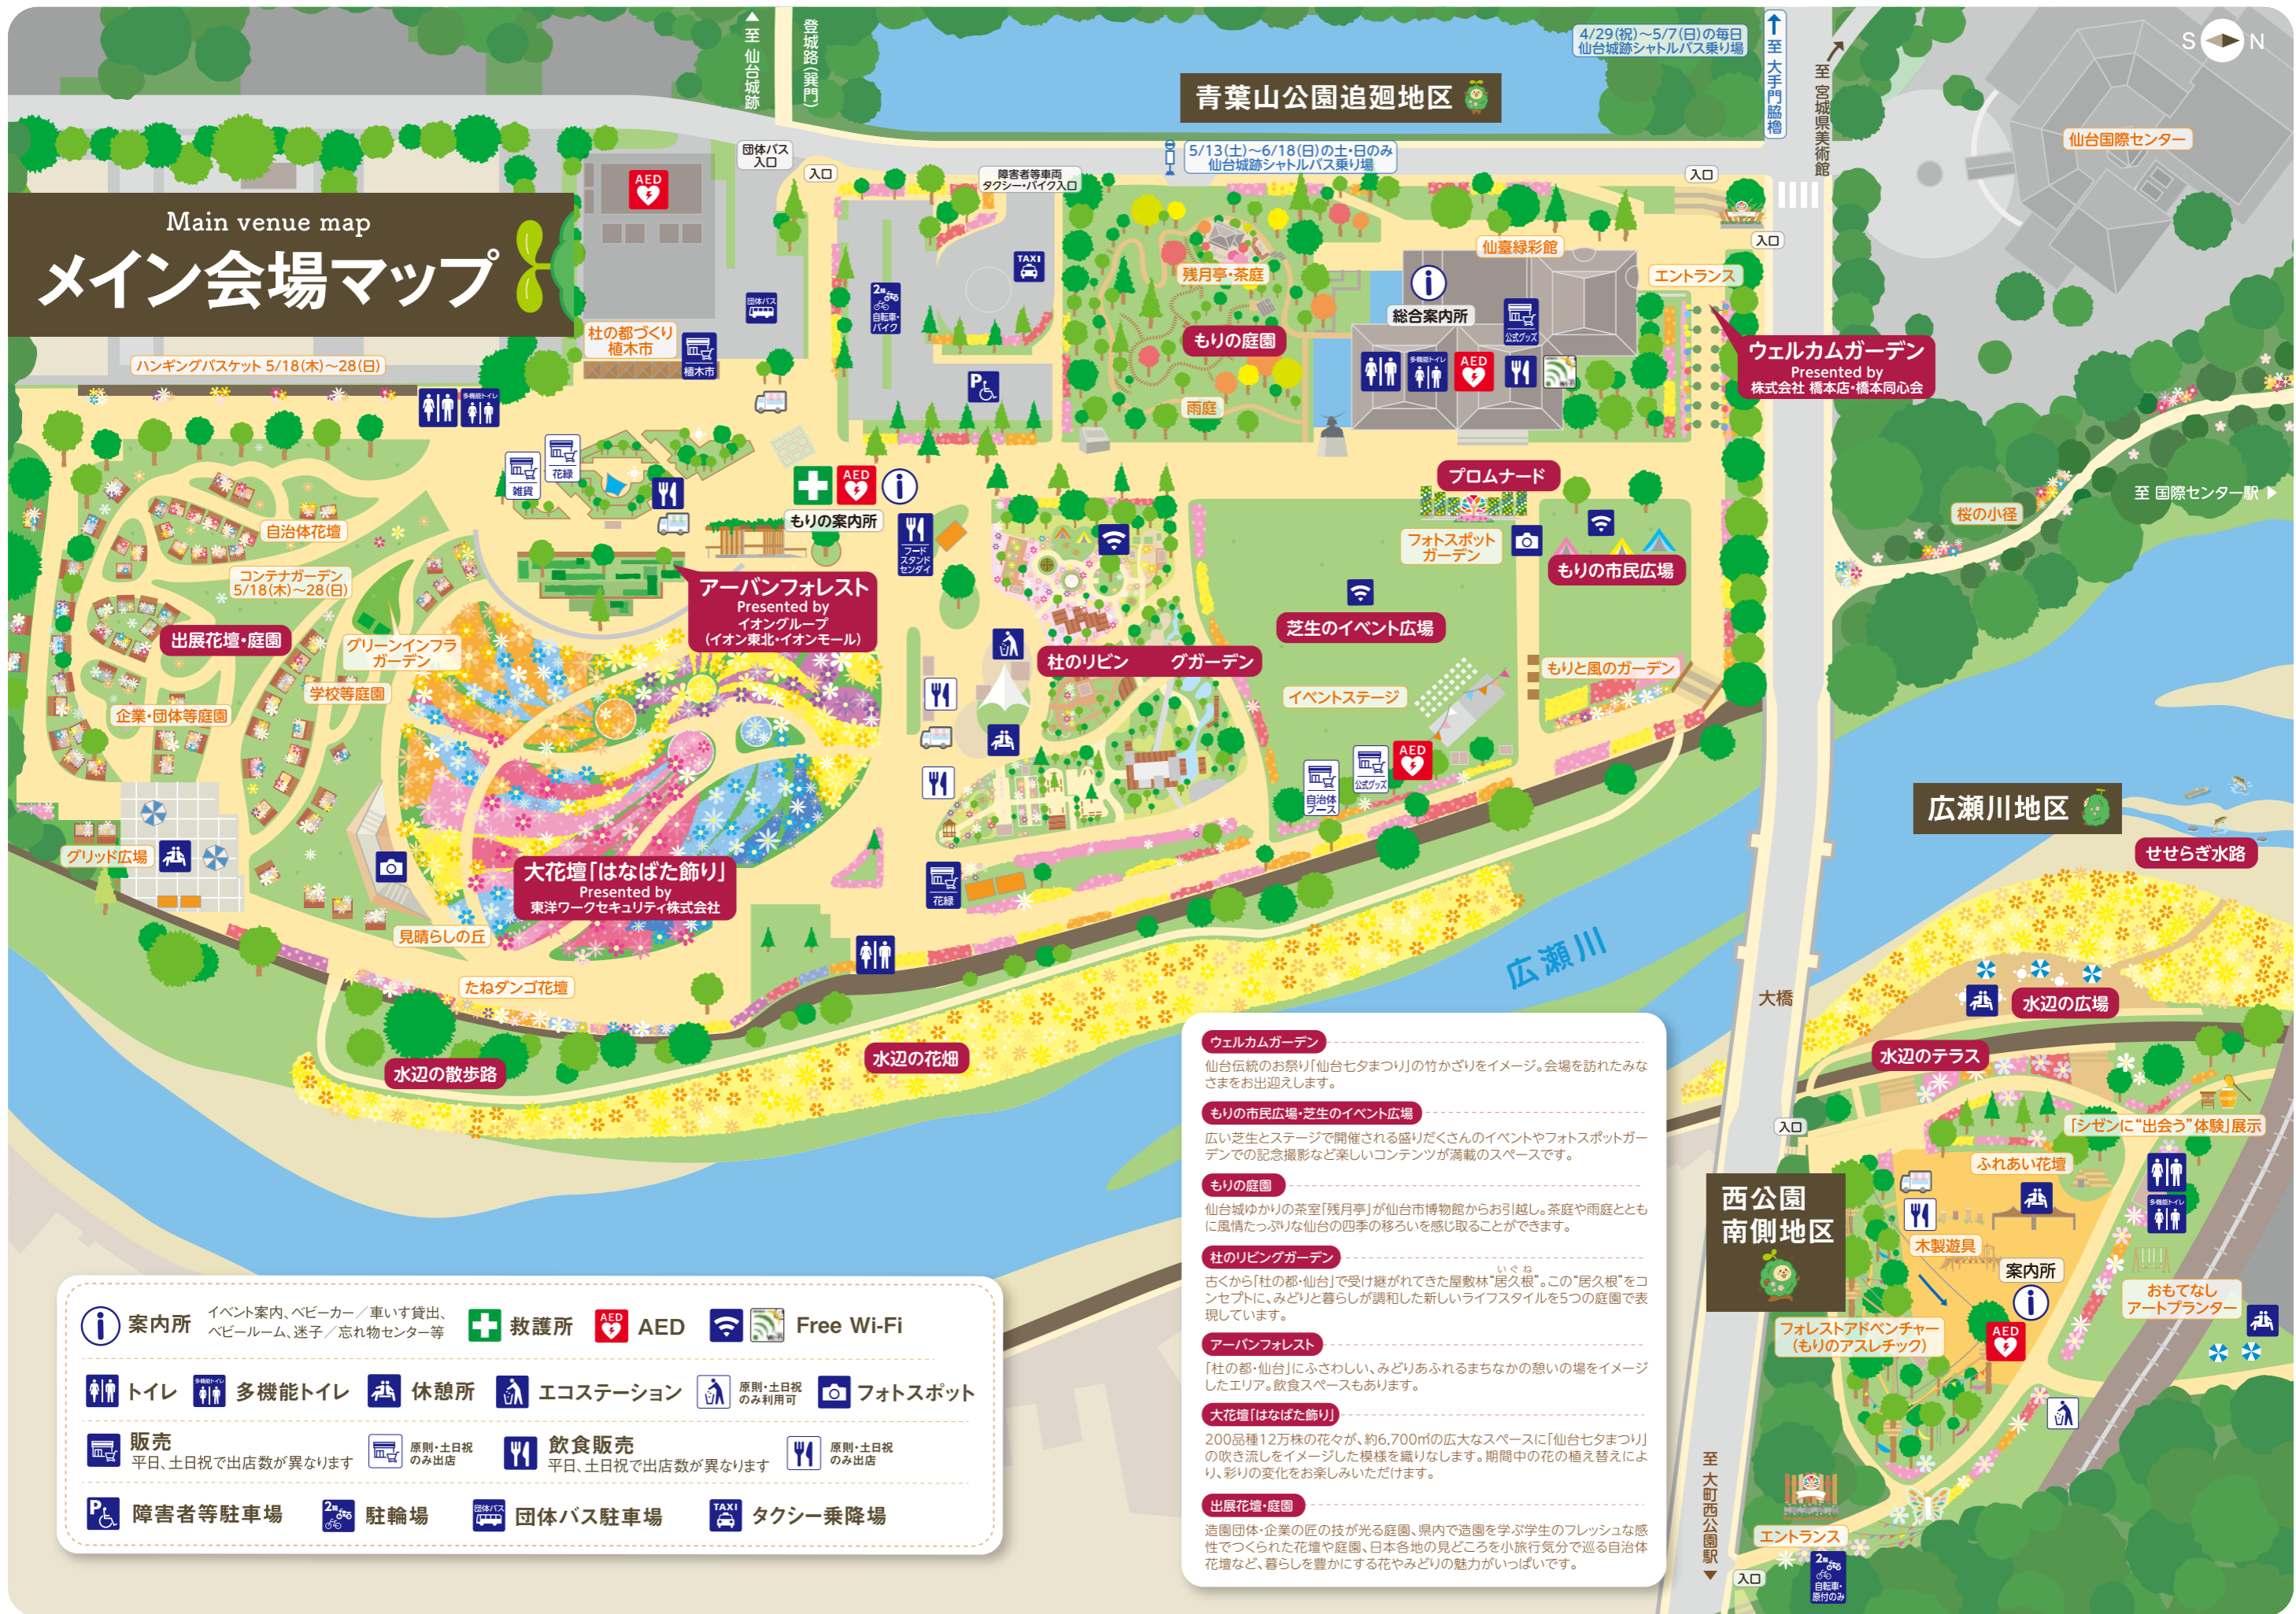 Main venue map
メイン会場マップ
至 仙台城跡
登城路(巽門)
4/29(祝)～5/7(日)の毎日
仙台城跡シャトルバス乗り場
至 大手門脇櫓
至 宮城県美術館
S N
仙台国際センター
青葉山公園追廻地区
団体バス
入口
入口
障害者等車両
タクシー・バイク入口
5/13(土)～6/18(日)の土・日のみ
仙台城跡シャトルバス乗り場
入口
入口
AED
団体バス
2輪
自転車・
バイク
TAXI
P
杜の都づくり
植木市
植木市
ハンギングバスケット 5/18(木)～28(日)
多機能トイレ
残月亭・茶庭
もりの庭園
雨庭
仙臺緑彩館
総合案内所
公式グッズ
多機能トイレ
AED
エントランス
ウェルカムガーデン
Presented by
株式会社 橋本店・橋本同心会
雑貨
花緑
AED
もりの案内所
フード
スタンド
センダイ
プロムナード
フォトスポット
ガーデン
もりの市民広場
桜の小径
至 国際センター駅
自治体花壇
コンテナガーデン
5/18(木)～28(日)
出展花壇・庭園
グリーンインフラ
ガーデン
学校等庭園
企業・団体等庭園
アーバンフォレスト
Presented by
イオングループ
(イオン東北・イオンモール)
杜のリビン グガーデン
芝生のイベント広場
イベントステージ
もりと風のガーデン
自治体
ブース
公式グッズ
AED
グリッド広場
大花壇「はなばた飾り」
Presented by
東洋ワークセキュリティ株式会社
花緑
見晴らしの丘
たねダンゴ花壇
水辺の散歩路
水辺の花畑
広瀬川
大橋
広瀬川地区
せせらぎ水路
水辺の広場
水辺のテラス
入口
「シゼンに“出会う”体験」展示
ふれあい花壇
多機能トイレ
西公園
南側地区
木製遊具
案内所
AED
おもてなし
アートプランター
フォレストアドベンチャー
(もりのアスレチック)
エントランス
2輪
自転車・
原付のみ
入口
至 大町西公園駅
ウェルカムガーデン
仙台伝統のお祭り「仙台七夕まつり」の竹かざりをイメージ。会場を訪れたみな
さまをお出迎えします。
もりの市民広場・芝生のイベント広場
広い芝生とステージで開催される盛りだくさんのイベントやフォトスポットガー
デンでの記念撮影など楽しいコンテンツが満載のスペースです。
もりの庭園
仙台城ゆかりの茶室「残月亭」が仙台市博物館からお引越し。茶庭や雨庭ととも
に風情たっぷりな仙台の四季の移ろいを感じ取ることができます。
杜のリビングガーデン
いぐね
古くから「杜の都・仙台」で受け継がれてきた屋敷林“居久根”。この“居久根”をコ
ンセプトに、みどりと暮らしが調和した新しいライフスタイルを5つの庭園で表
現しています。
アーバンフォレスト
「杜の都・仙台」にふさわしい、みどりあふれるまちなかの憩いの場をイメージ
したエリア。飲食スペースもあります。
大花壇「はなばた飾り」
200品種12万株の花々が、約6,700㎡の広大なスペースに「仙台七夕まつり」
の吹き流しをイメージした模様を織りなします。期間中の花の植え替えによ
り、彩りの変化をお楽しみいただけます。
出展花壇・庭園
造園団体・企業の匠の技が光る庭園、県内で造園を学ぶ学生のフレッシュな感
性でつくられた花壇や庭園、日本各地の見どころを小旅行気分で巡る自治体
花壇など、暮らしを豊かにする花やみどりの魅力がいっぱいです。
案内所
イベント案内、ベビーカー／車いす貸出、
ベビールーム、迷子／忘れ物センター等
救護所
AED
AED
Free Wi-Fi
トイレ
多機能トイレ
多機能トイレ
休憩所
エコステーション
原則・土日祝
のみ利用可
フォトスポット
販売
平日、土日祝で出店数が異なります
原則・土日祝
のみ出店
飲食販売
平日、土日祝で出店数が異なります
原則・土日祝
のみ出店
P
障害者等駐車場
2輪
駐輪場
団体バス
団体バス駐車場
TAXI
タクシー乗降場